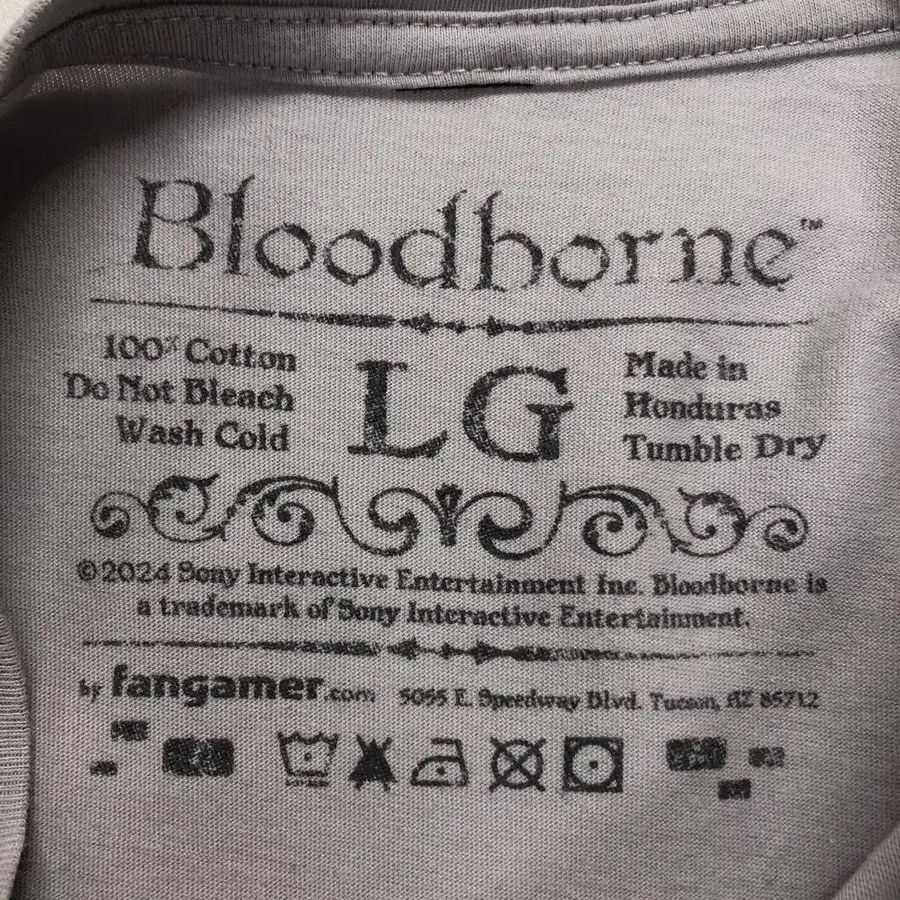 Bloodborne™
100% Cotton
Do Not Bleach
Wash Cold
LG
Made in
Honduras
Tumble Dry
©2024 Sony Interactive Entertainment Inc. Bloodborne is
a trademark of Sony Interactive Entertainment.
by fangamer.com 5055 E. Speedway Blvd. Tucson, AZ 85712